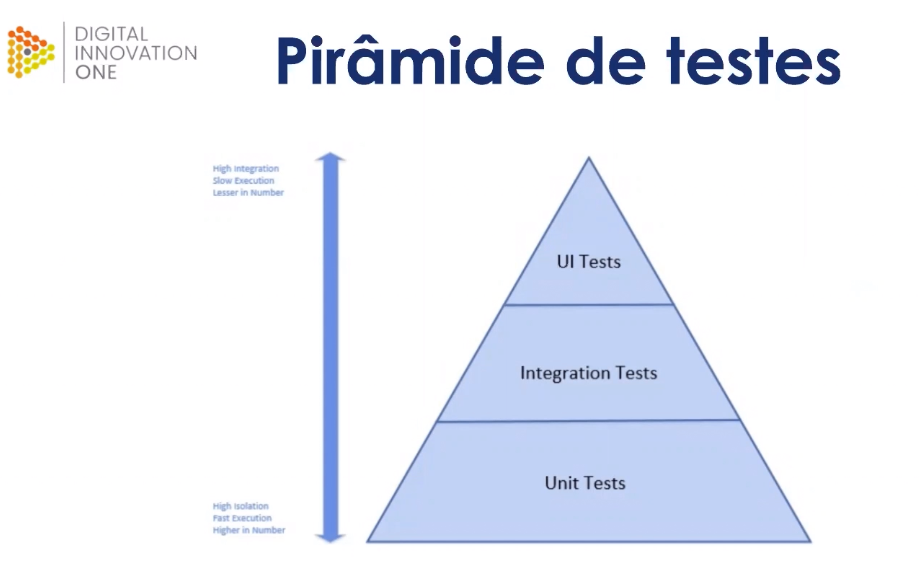 DIGITAL
INNOVATION
ONE
Pirâmide de testes
High Integration
Slow Execution
Lesser in Number
UI Tests
Integration Tests
Unit Tests
High Isolation
Fast Execution
Higher in Number